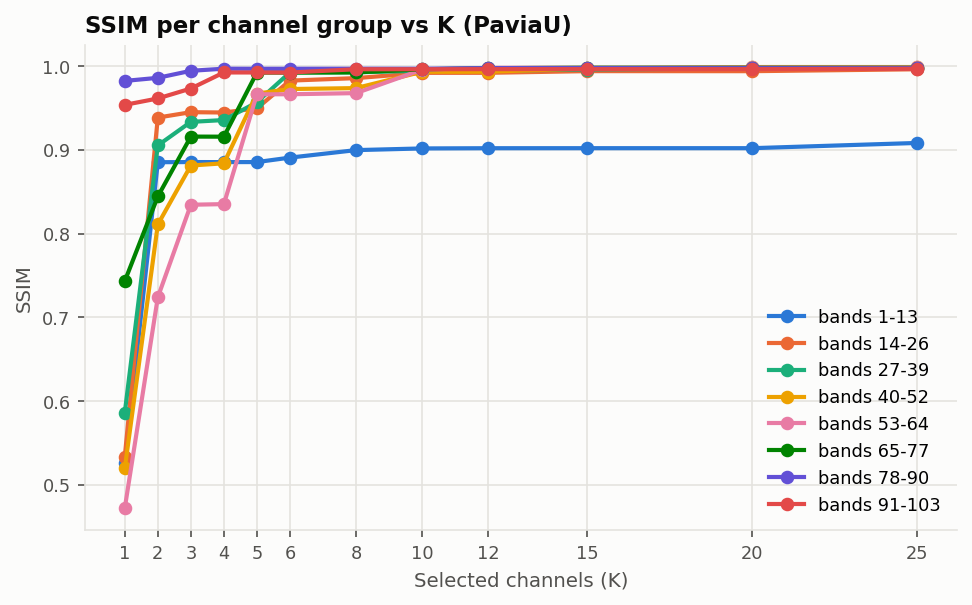 SSIM per channel group vs K (PaviaU)
1.0
0.9
0.8
0.7
0.6
0.5
SSIM
bands 1-13
bands 14-26
bands 27-39
bands 40-52
bands 53-64
bands 65-77
bands 78-90
bands 91-103
1 2 3 4 5 6 8 10 12 15 20 25
Selected channels (K)